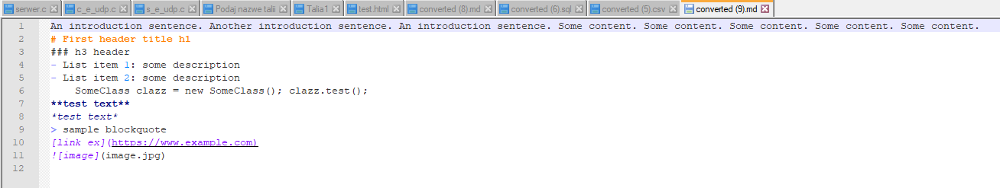 serwer.c c_e_udp.c s_e_udp.c Podaj nazwe talii Talia1 test.html converted (8).md converted (6).sql converted (5).csv converted (9).md
1 An introduction sentence. Another introduction sentence. An introduction sentence. Some content. Some content. Some content. Some content. Some content.
2 # First header title h1
3 ### h3 header
4 - List item 1: some description
5 - List item 2: some description
6 SomeClass clazz = new SomeClass(); clazz.test();
7 **test text**
8 *test text*
9 > sample blockquote
10 [link ex](https://www.example.com)
11 ![image](image.jpg)
12